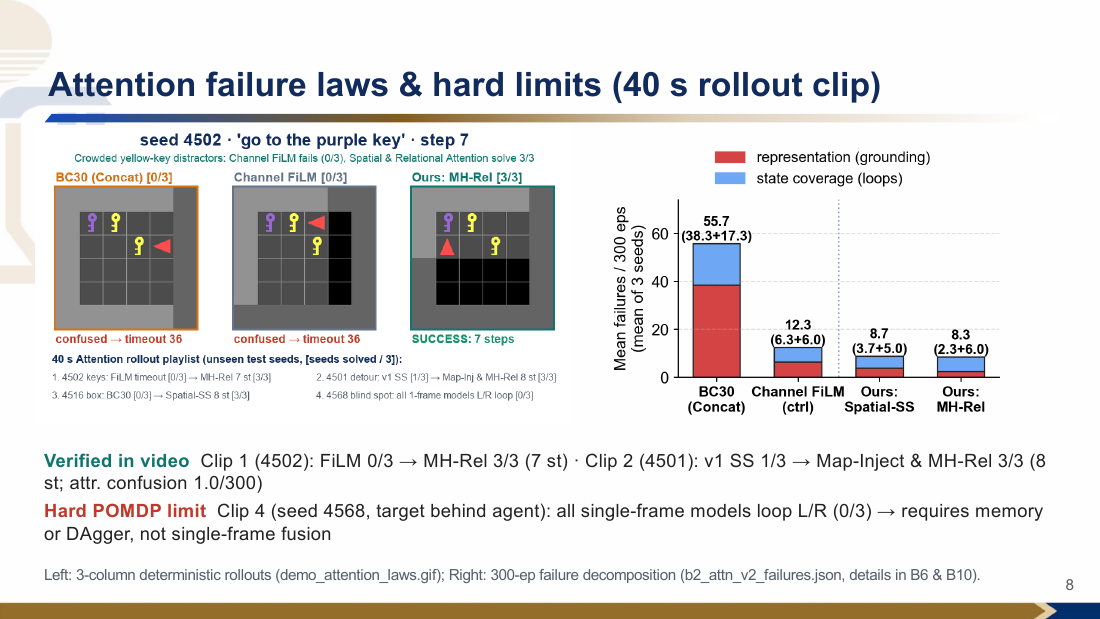 Attention failure laws & hard limits (40 s rollout clip)
seed 4502 · 'go to the purple key' · step 7
Crowded yellow-key distractors: Channel FiLM fails (0/3), Spatial & Relational Attention solve 3/3
BC30 (Concat) [0/3]
Channel FiLM [0/3]
Ours: MH-Rel [3/3]
confused → timeout 36
confused → timeout 36
SUCCESS: 7 steps
40 s Attention rollout playlist (unseen test seeds, [seeds solved / 3]):
1. 4502 keys: FiLM timeout [0/3] → MH-Rel 7 st [3/3]
2. 4501 detour: v1 SS [1/3] → Map-Inj & MH-Rel 8 st [3/3]
3. 4516 box: BC30 [0/3] → Spatial-SS 8 st [3/3]
4. 4568 blind spot: all 1-frame models L/R loop [0/3]
representation (grounding)
state coverage (loops)
Mean failures / 300 eps
(mean of 3 seeds)
60
40
20
0
55.7
(38.3+17.3)
12.3
(6.3+6.0)
8.7
(3.7+5.0)
8.3
(2.3+6.0)
BC30
(Concat)
Channel FiLM
(ctrl)
Ours:
Spatial-SS
Ours:
MH-Rel
Verified in video Clip 1 (4502): FiLM 0/3 → MH-Rel 3/3 (7 st) · Clip 2 (4501): v1 SS 1/3 → Map-Inject & MH-Rel 3/3 (8
st; attr. confusion 1.0/300)
Hard POMDP limit Clip 4 (seed 4568, target behind agent): all single-frame models loop L/R (0/3) → requires memory
or DAgger, not single-frame fusion
Left: 3-column deterministic rollouts (demo_attention_laws.gif); Right: 300-ep failure decomposition (b2_attn_v2_failures.json, details in B6 & B10).
8